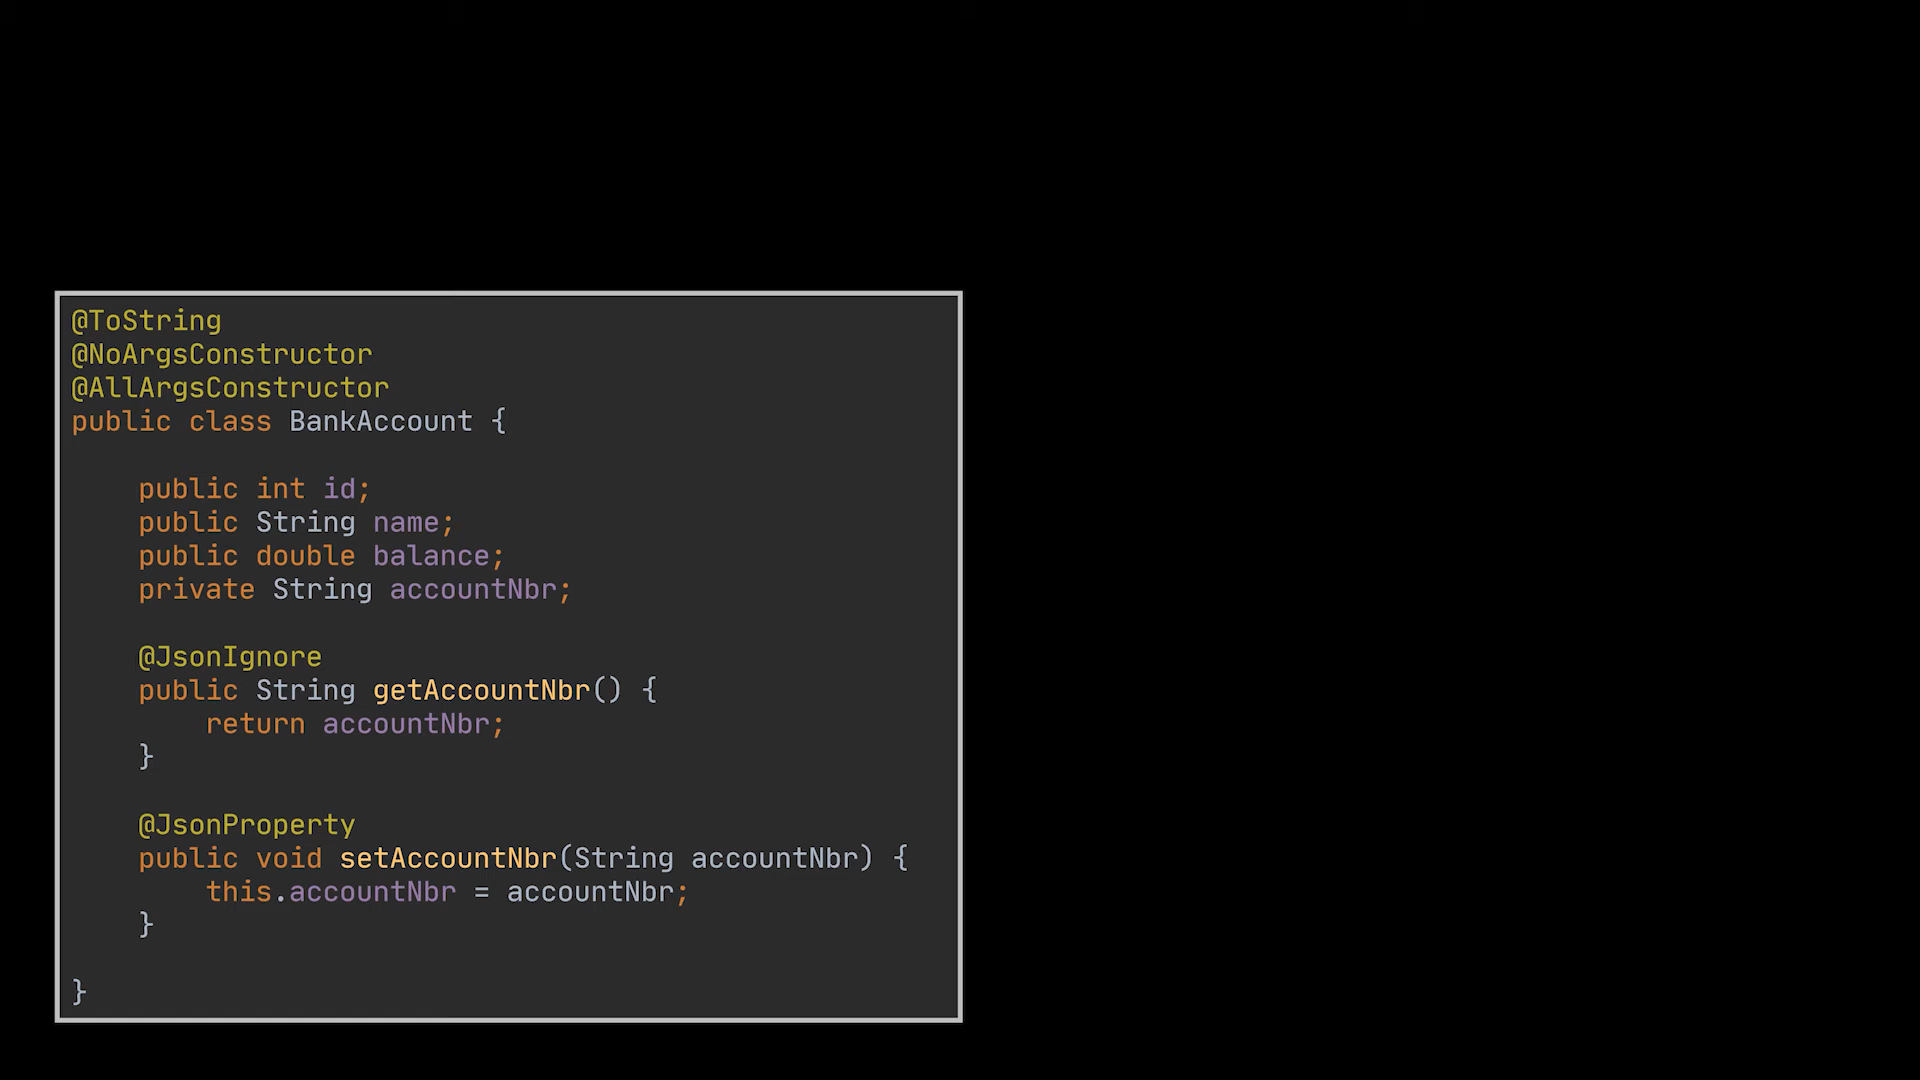 @ToString
@NoArgsConstructor
@AllArgsConstructor
public class BankAccount {
public int id;
public String name;
public double balance;
private String accountNbr;
@JsonIgnore
public String getAccountNbr() {
return accountNbr;
}
@JsonProperty
public void setAccountNbr(String accountNbr) {
this.accountNbr = accountNbr;
}
}